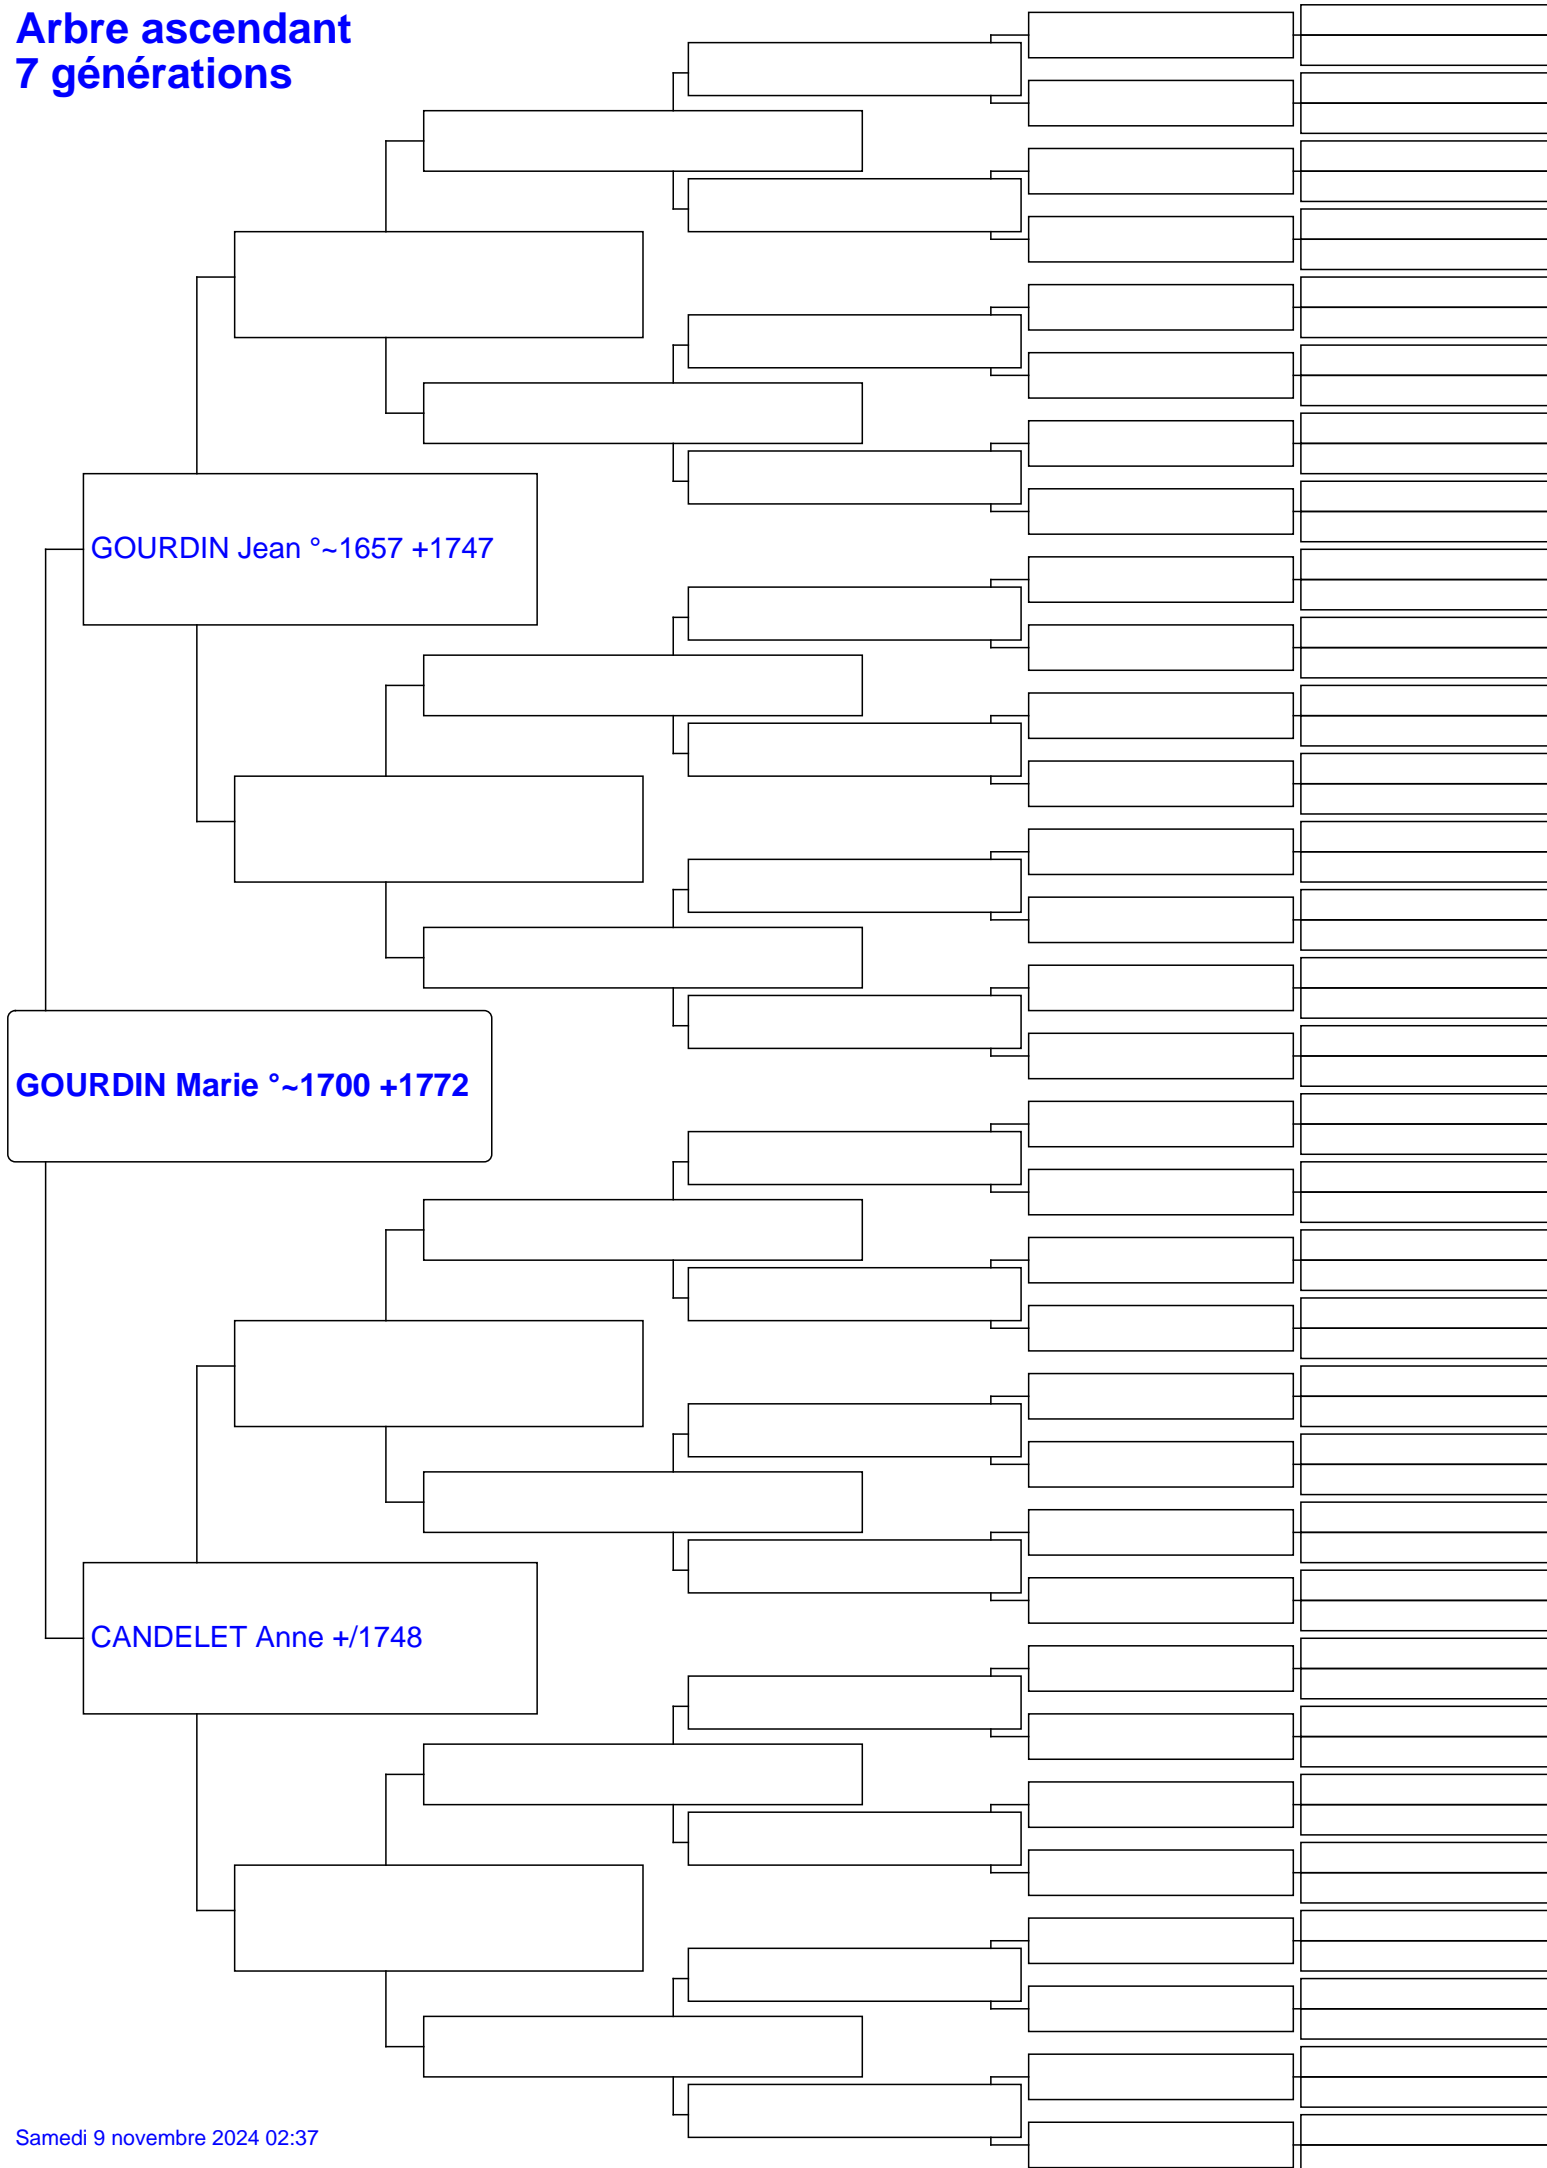 Arbre ascendant
7 générations
GOURDIN Jean °~1657 +1747
GOURDIN Marie °~1700 +1772
CANDELET Anne +/1748
Samedi 9 novembre 2024 02:37